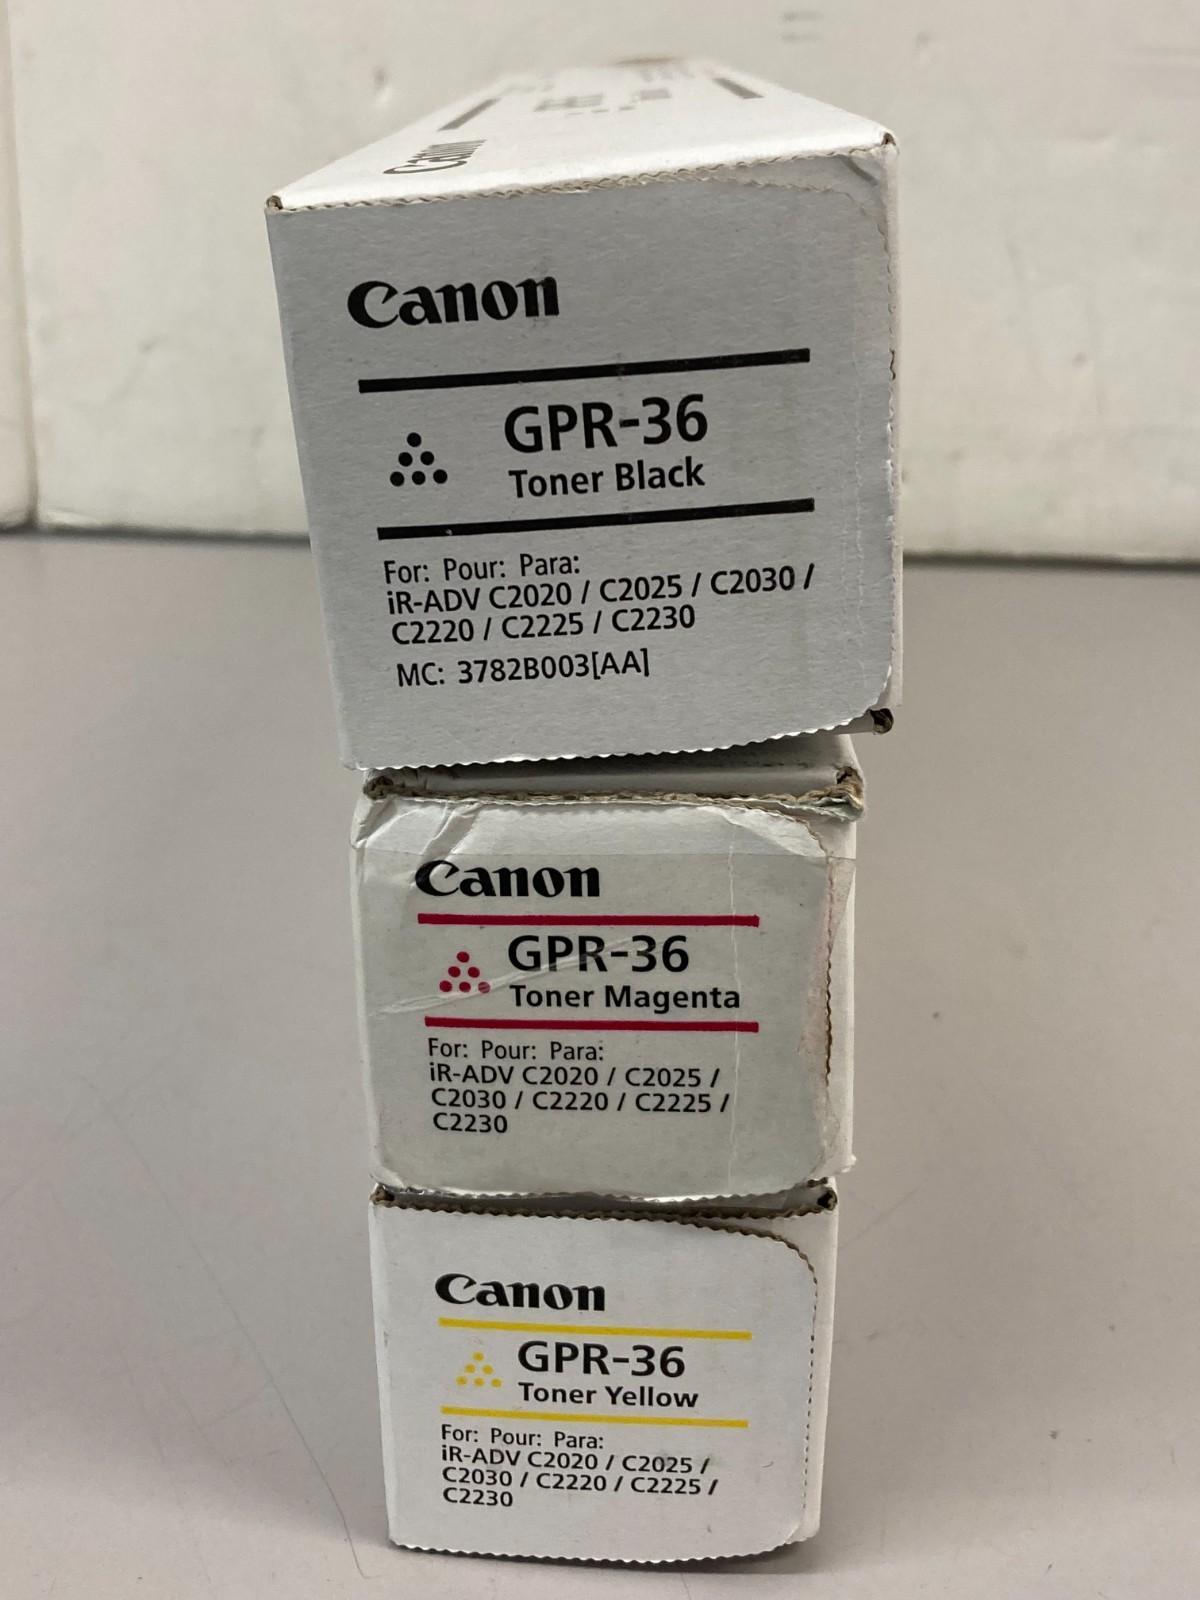 Canon
Canon
GPR-36
Toner Black
For: Pour: Para:
iR-ADV C2020 / C2025 / C2030 /
C2220 / C2225 / C2230
MC: 3782B003[AA]
Canon
GPR-36
Toner Magenta
For: Pour: Para:
iR-ADV C2020 / C2025 /
C2030 / C2220 / C2225 /
C2230
Canon
GPR-36
Toner Yellow
For: Pour: Para:
iR-ADV C2020 / C2025 /
C2030 / C2220 / C2225 /
C2230